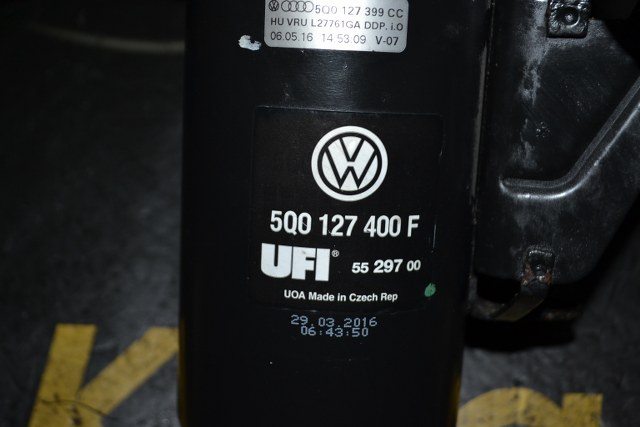 5Q0 127 399 CC
HU VRU L27761GA DDP. i.O
06.05.16 14.53.09 V-07
VW
5Q0 127 400 F
UFI® 55 297 00
UOA Made in Czech Rep
29.03.2016
06:43:50